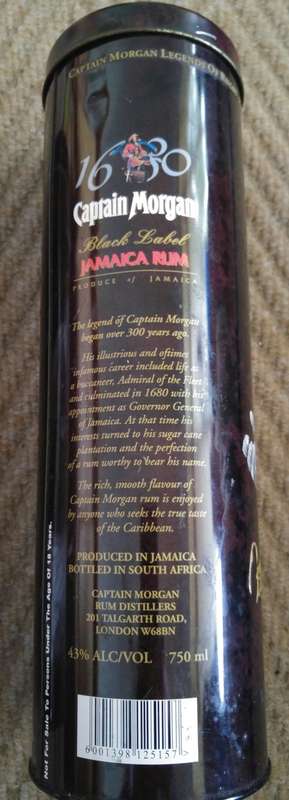 CAPTAIN MORGAN LEGENDS OF
1680
Captain Morgan
Black Label
JAMAICA RUM
PRODUCE of JAMAICA
The legend of Captain Morgan
began over 300 years ago.
His illustrious and oftimes
infamous career included life as
a buccaneer, Admiral of the Fleet
and culminated in 1680 with his
appointment as Governor General
of Jamaica. At that time his
interests turned to his sugar cane
plantation and the perfection
of a rum worthy to bear his name.
The rich, smooth flavour of
Captain Morgan rum is enjoyed
by anyone who seeks the true taste
of the Caribbean.
PRODUCED IN JAMAICA
BOTTLED IN SOUTH AFRICA
CAPTAIN MORGAN
RUM DISTILLERS
201 TALGARTH ROAD,
LONDON W68BN
43% ALC/VOL 750 ml
6001398125157
Not For Sale To Persons Under The Age Of 18 Years.